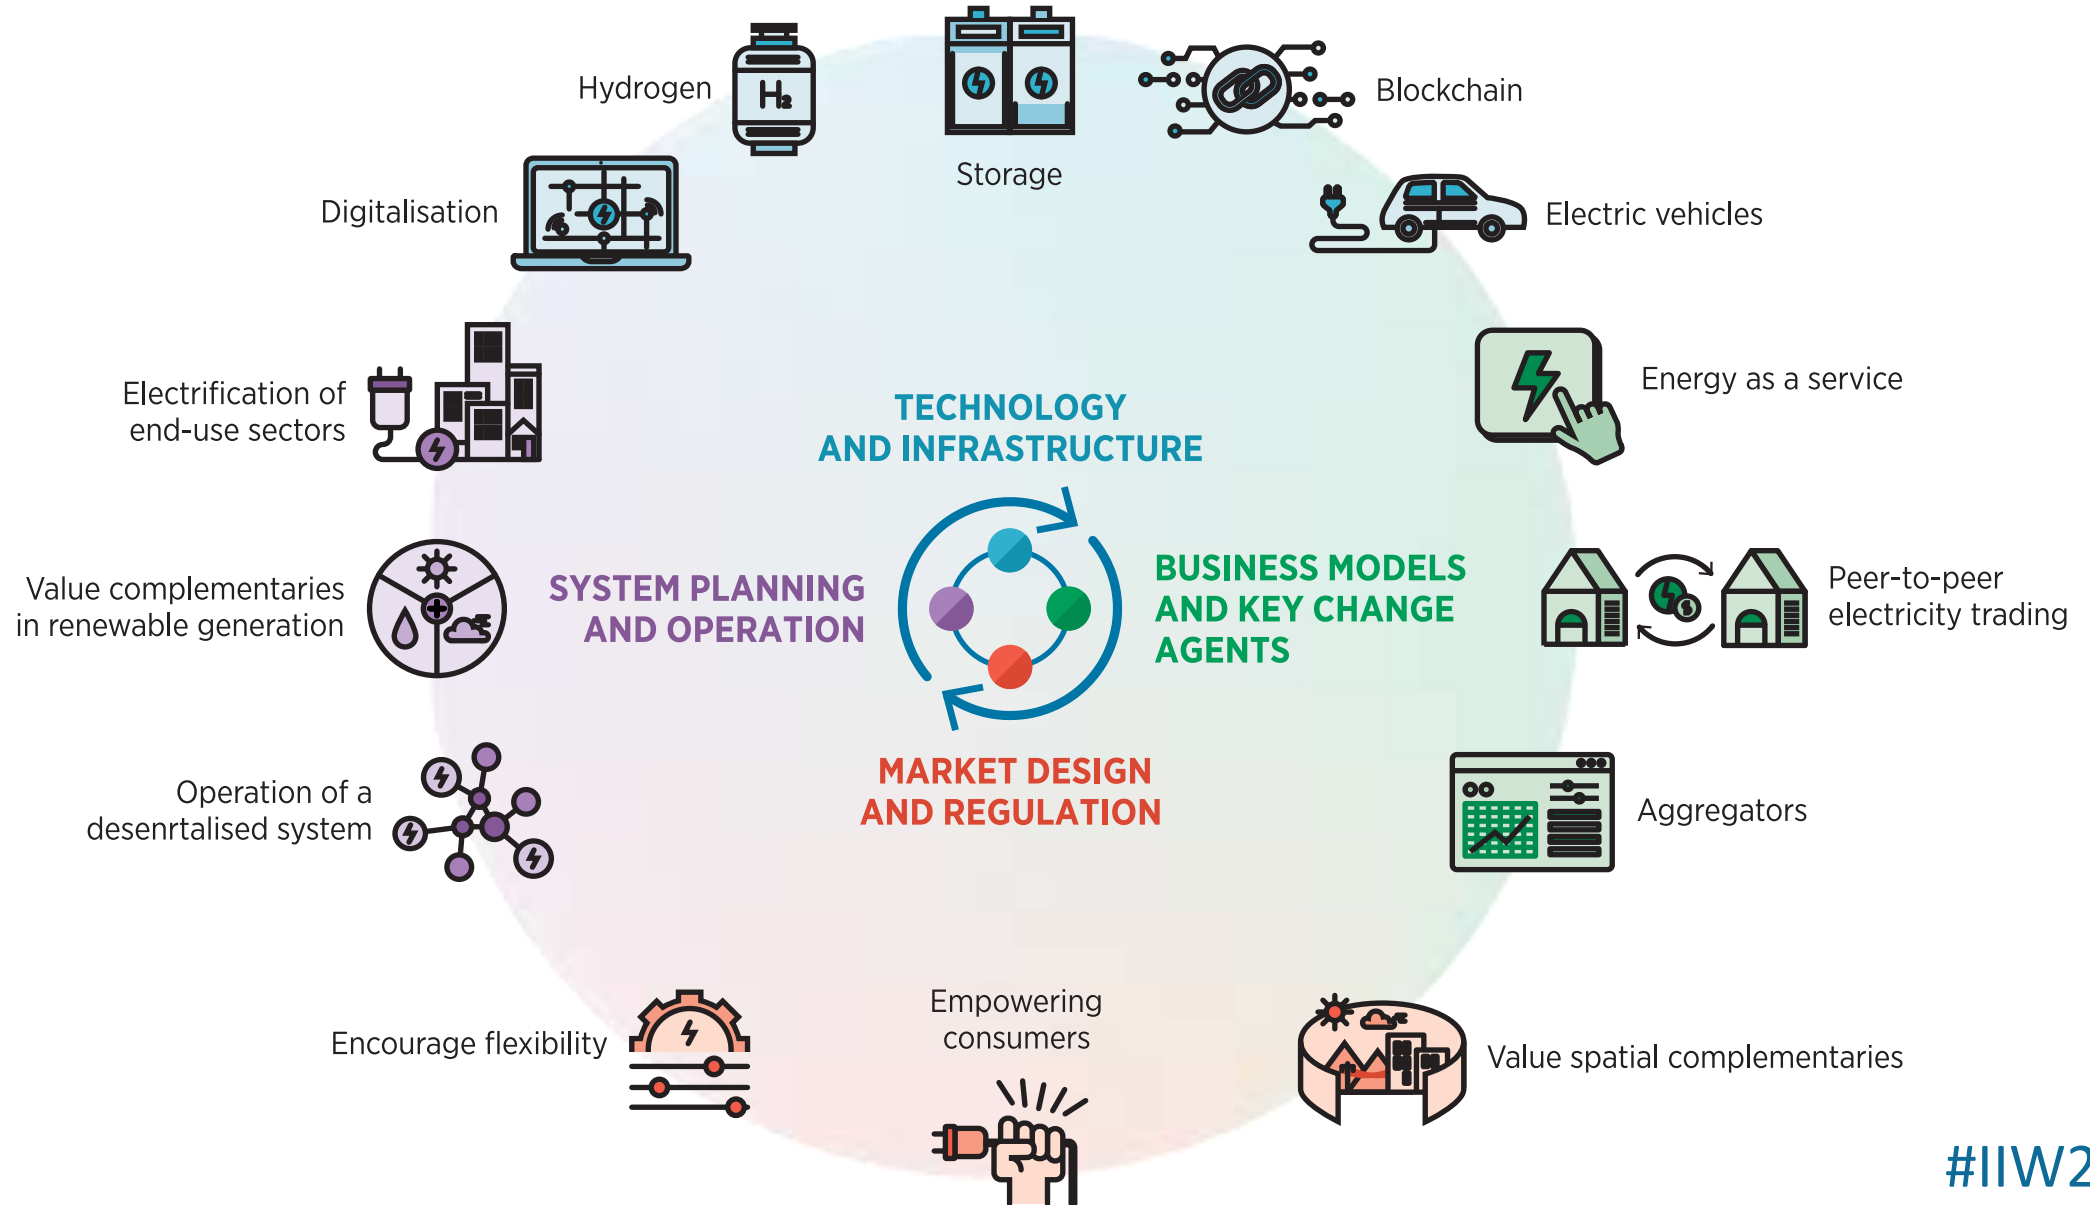 Hydrogen
H₂
Storage
Blockchain
Digitalisation
Electric vehicles
Electrification of
end-use sectors
TECHNOLOGY
AND INFRASTRUCTURE
Energy as a service
Value complementaries
in renewable generation
SYSTEM PLANNING
AND OPERATION
BUSINESS MODELS
AND KEY CHANGE
AGENTS
Peer-to-peer
electricity trading
Operation of a
desenrtalised system
MARKET DESIGN
AND REGULATION
Aggregators
Encourage flexibility
Empowering
consumers
Value spatial complementaries
#IIW2